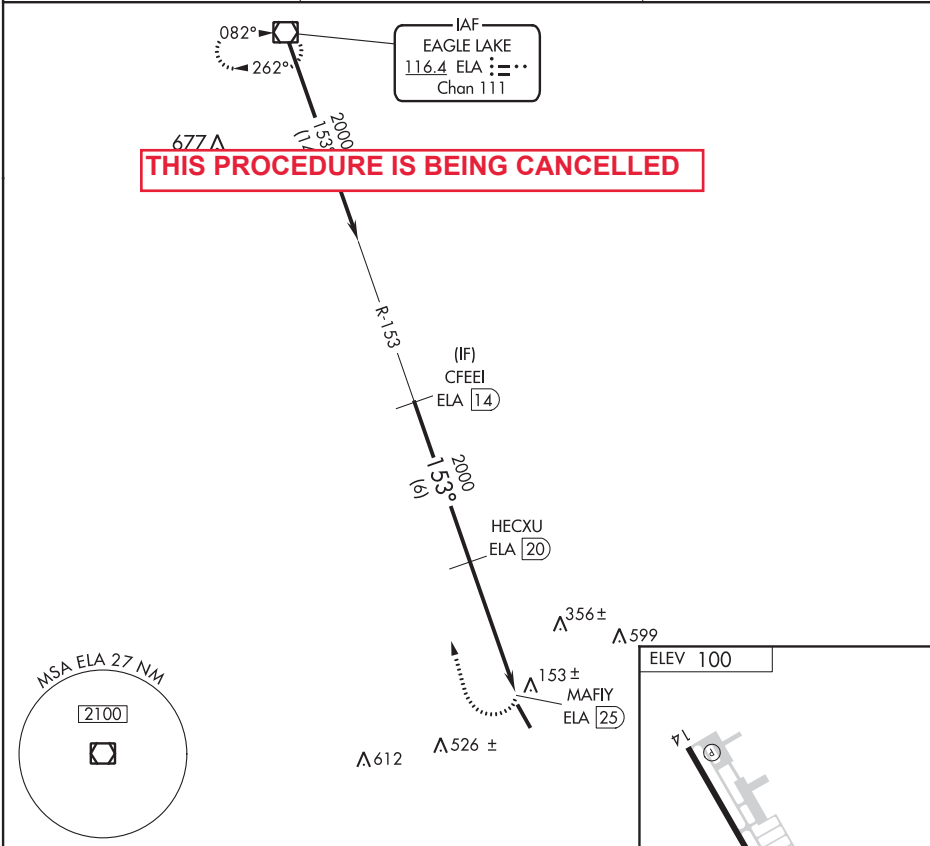 082°
262°
IAF
EAGLE LAKE
116.4 ELA
Chan 111
677
2000
153°
THIS PROCEDURE IS BEING CANCELLED
R-153
(IF)
CFEEI
ELA 14
2000
153°
(6)
HECXU
ELA 20
356 ±
599
153 ±
MAFIY
ELA 25
526 ±
612
MSA ELA 27 NM
2100
ELEV 100
14
P